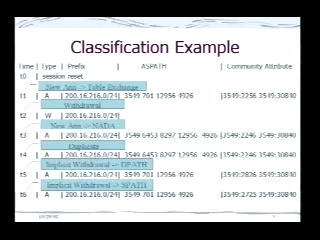 Classification Example
Time | Type | Prefix | ASPATH | Community Attribute
t0 | session reset
New Ann -> Table Exchange
t1 | A | 200.16.216.0/24| 3549 701 12956 4926 |3549:2256 3549:30840
Withdrawal
t2 | W | 200.16.216.0/24|
New Ann -> NADA
t3 | A | 200.16.216.0/24| 3549 6453 8297 12956 4926 |3549:2246 3549:30840
Duplicate
t4 | A | 200.16.216.0/24| 3549 6453 8297 12956 4926 |3549:2246 3549:30840
Implicit Withdrawal -> DPATH
t5 | A | 200.16.216.0/24| 3549 701 12956 4926 |3549:2826 3549:30840
Implicit Withdrawal -> SPATH
t6 | A | 200.16.216.0/24| 3549 701 12956 4926 |3549:2725 3549:30840